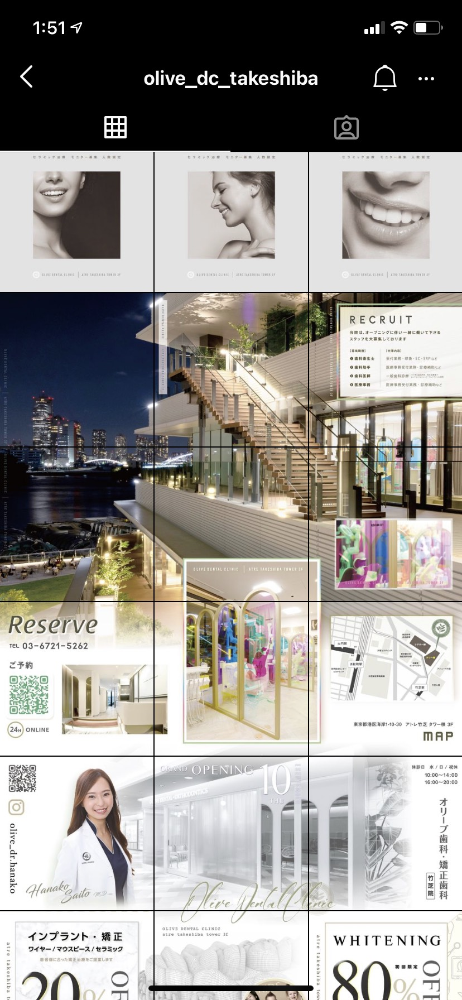 1:51
olive_dc_takeshiba
セラミック治療 モニター募集 人数限定
セラミック治療 モニター募集 人数限定
セラミック治療 モニター募集 人数限定
OLIVE DENTAL CLINIC | ATRE TAKESHIBA TOWER 3F
OLIVE DENTAL CLINIC | ATRE TAKESHIBA TOWER 3F
OLIVE DENTAL CLINIC | ATRE TAKESHIBA TOWER 3F
OLIVE DENTAL CLINIC | ATRE TAKESHIBA TOWER 3F
RECRUIT
当院は、オープニングに伴い一緒に働いて下さる
スタッフを大募集しております
【募集職種】 【仕事内容】
❶歯科衛生士 受付業務・印象・SC・SRPなど
❷歯科助手 医療事務受付業務・診療補助など
❸歯科医師 一般歯科診療
❹医療事務 医療事務受付業務・診療補助など
ROOM 01
OLIVE DENTAL CLINIC | ATRE TAKESHIBA TOWER 3F
Reserve
TEL 03-6721-5262
ご予約
24H ONLINE
大門駅
浜松町駅
シアター棟
タワー棟
竹芝駅
東京都港区海岸1-10-30 アトレ竹芝 タワー棟 3F
MAP
olive_dr.hanako
Hanako
Saito M.D
GRAND OPENING 10
THU
DENTAL・ORTHODONTICS
Olive Dental Clinic
休診日 水/日/祝休
10:00〜14:00
16:00〜20:00
オリーブ歯科・矯正歯科
竹芝院
インプラント・矯正
ワイヤー/マウスピース/セラミック
患者様に合った矯正治療をご提案します
20% OFF
atre takeshiba tow
OLIVE DENTAL CLINIC
atre takeshiba tower 3f
WHITENING
初回限定
80% OFF
atre takeshiba tow